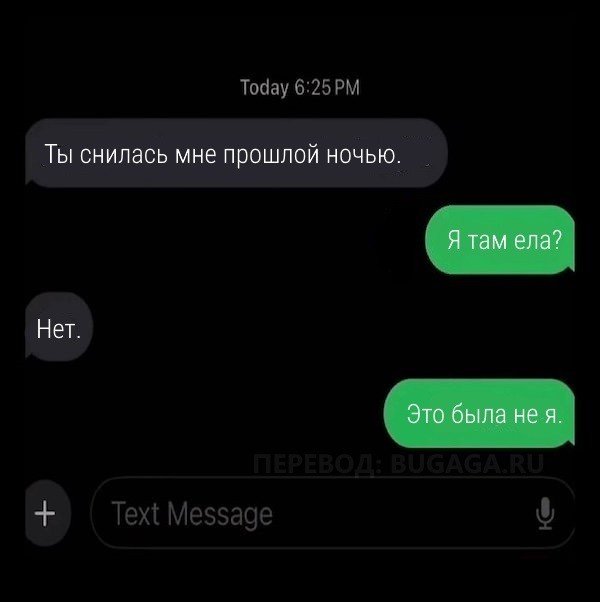 Today 6:25 PM
Ты снилась мне прошлой ночью.
Я там ела?
Нет.
Это была не я.
ПЕРЕВОД: BUGAGA.RU
+
Text Message